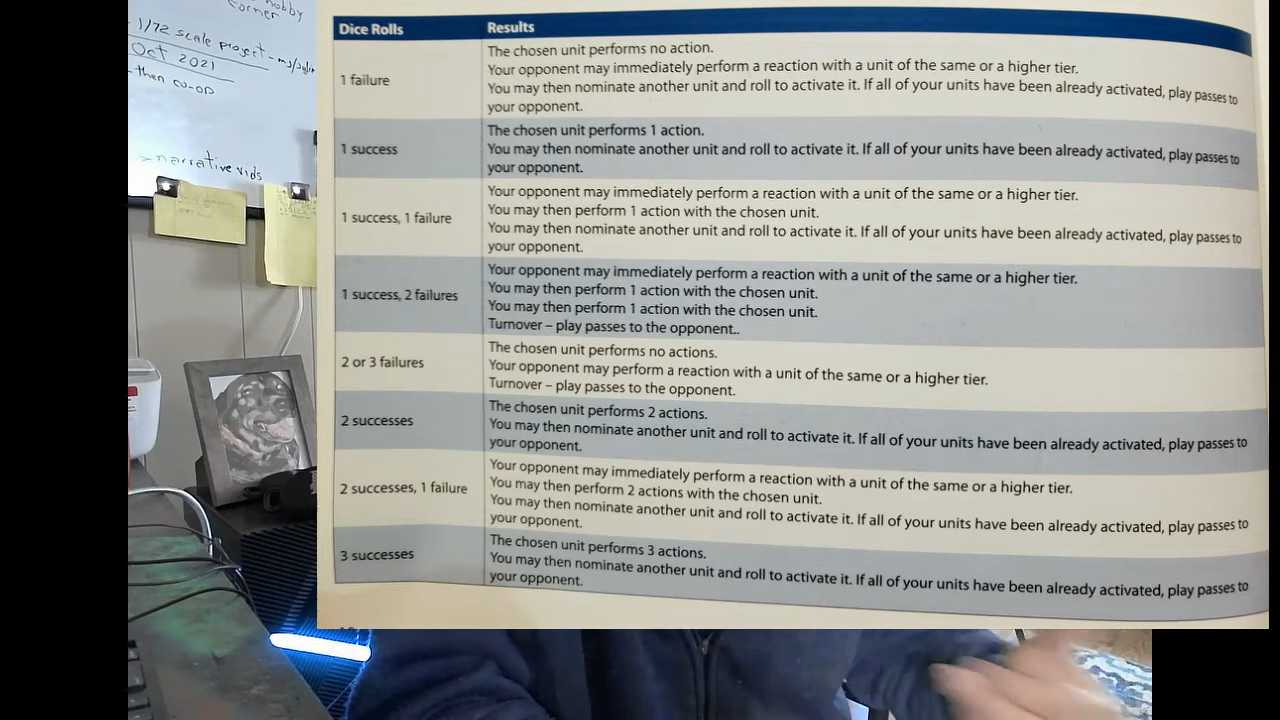 hobby
corner
- 1/72 scale project -
Oct 2021
- then co-op
narrative vids
Dice Rolls
Results
1 failure
The chosen unit performs no action.
Your opponent may immediately perform a reaction with a unit of the same or a higher tier.
You may then nominate another unit and roll to activate it. If all of your units have been already activated, play passes to
your opponent.
1 success
The chosen unit performs 1 action.
You may then nominate another unit and roll to activate it. If all of your units have been already activated, play passes to
your opponent.
1 success, 1 failure
Your opponent may immediately perform a reaction with a unit of the same or a higher tier.
You may then perform 1 action with the chosen unit.
You may then nominate another unit and roll to activate it. If all of your units have been already activated, play passes to
your opponent.
1 success, 2 failures
Your opponent may immediately perform a reaction with a unit of the same or a higher tier.
You may then perform 1 action with the chosen unit.
You may then perform 1 action with the chosen unit.
Turnover – play passes to the opponent..
2 or 3 failures
The chosen unit performs no actions.
Your opponent may perform a reaction with a unit of the same or a higher tier.
Turnover – play passes to the opponent.
2 successes
The chosen unit performs 2 actions.
You may then nominate another unit and roll to activate it. If all of your units have been already activated, play passes to
your opponent.
2 successes, 1 failure
Your opponent may immediately perform a reaction with a unit of the same or a higher tier.
You may then perform 2 actions with the chosen unit.
You may then nominate another unit and roll to activate it. If all of your units have been already activated, play passes to
your opponent.
3 successes
The chosen unit performs 3 actions.
You may then nominate another unit and roll to activate it. If all of your units have been already activated, play passes to
your opponent.